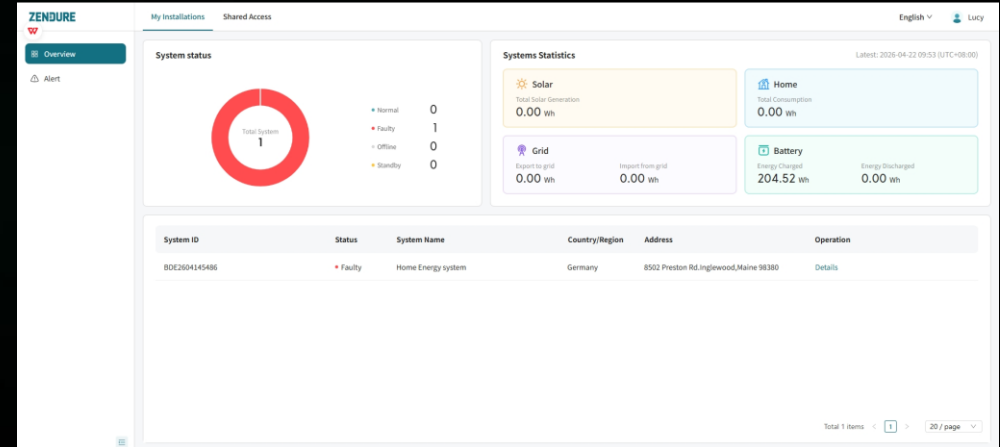 ZENDURE
My Installations
Shared Access
English
Lucy
W
Overview
Alert
System status
Total System
1
Normal 0
Faulty 1
Offline 0
Standby 0
Systems Statistics
Latest: 2026-04-22 09:53 (UTC+08:00)
Solar
Total Solar Generation
0.00 Wh
Home
Total Consumption
0.00 Wh
Grid
Export to grid
0.00 Wh
Import from grid
0.00 Wh
Battery
Energy Charged
204.52 Wh
Energy Discharged
0.00 Wh
System ID Status System Name Country/Region Address Operation
BDE2604145486 Faulty Home Energy system Germany 8502 Preston Rd.Inglewood,Maine 98380 Details
Total 1 items < 1 > 20 / page